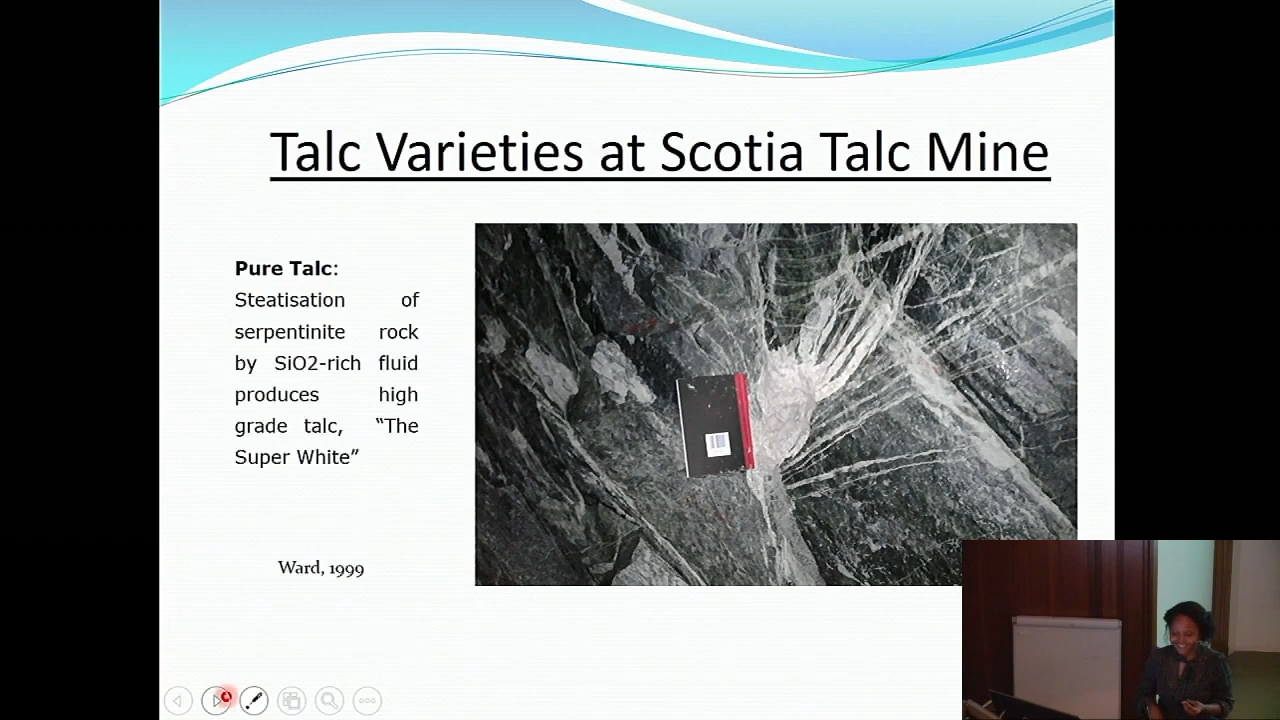 Talc Varieties at Scotia Talc Mine
Pure Talc:
Steatisation of
serpentinite rock
by SiO2-rich fluid
produces high
grade talc, “The
Super White”
Ward, 1999